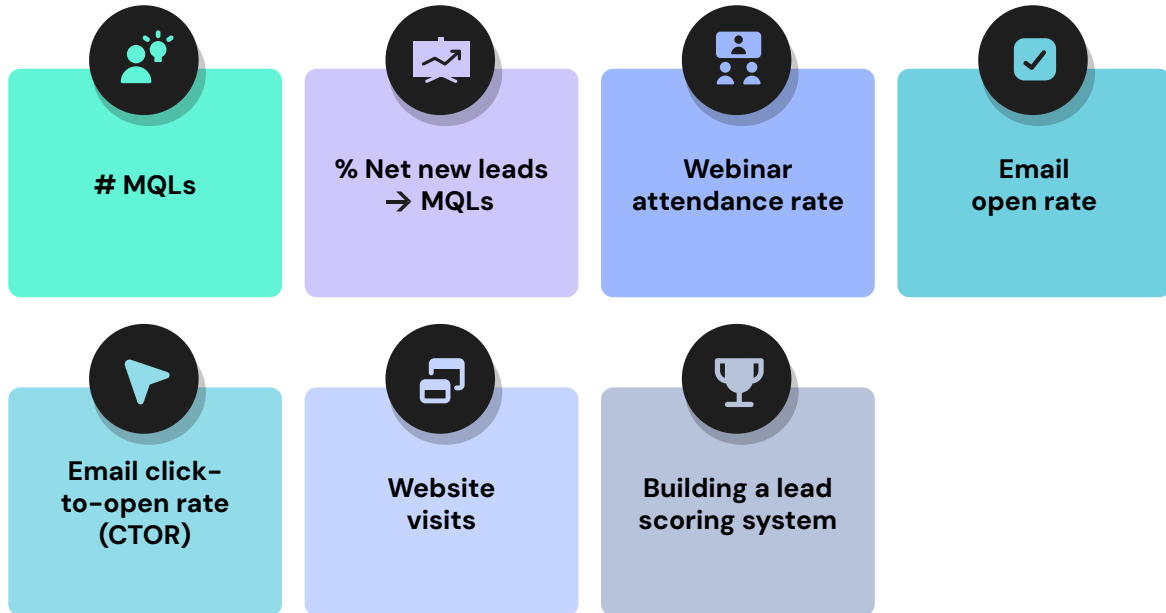 # MQLs
% Net new leads
→ MQLs
Webinar
attendance rate
Email
open rate
Email click-
to-open rate
(CTOR)
Website
visits
Building a lead
scoring system